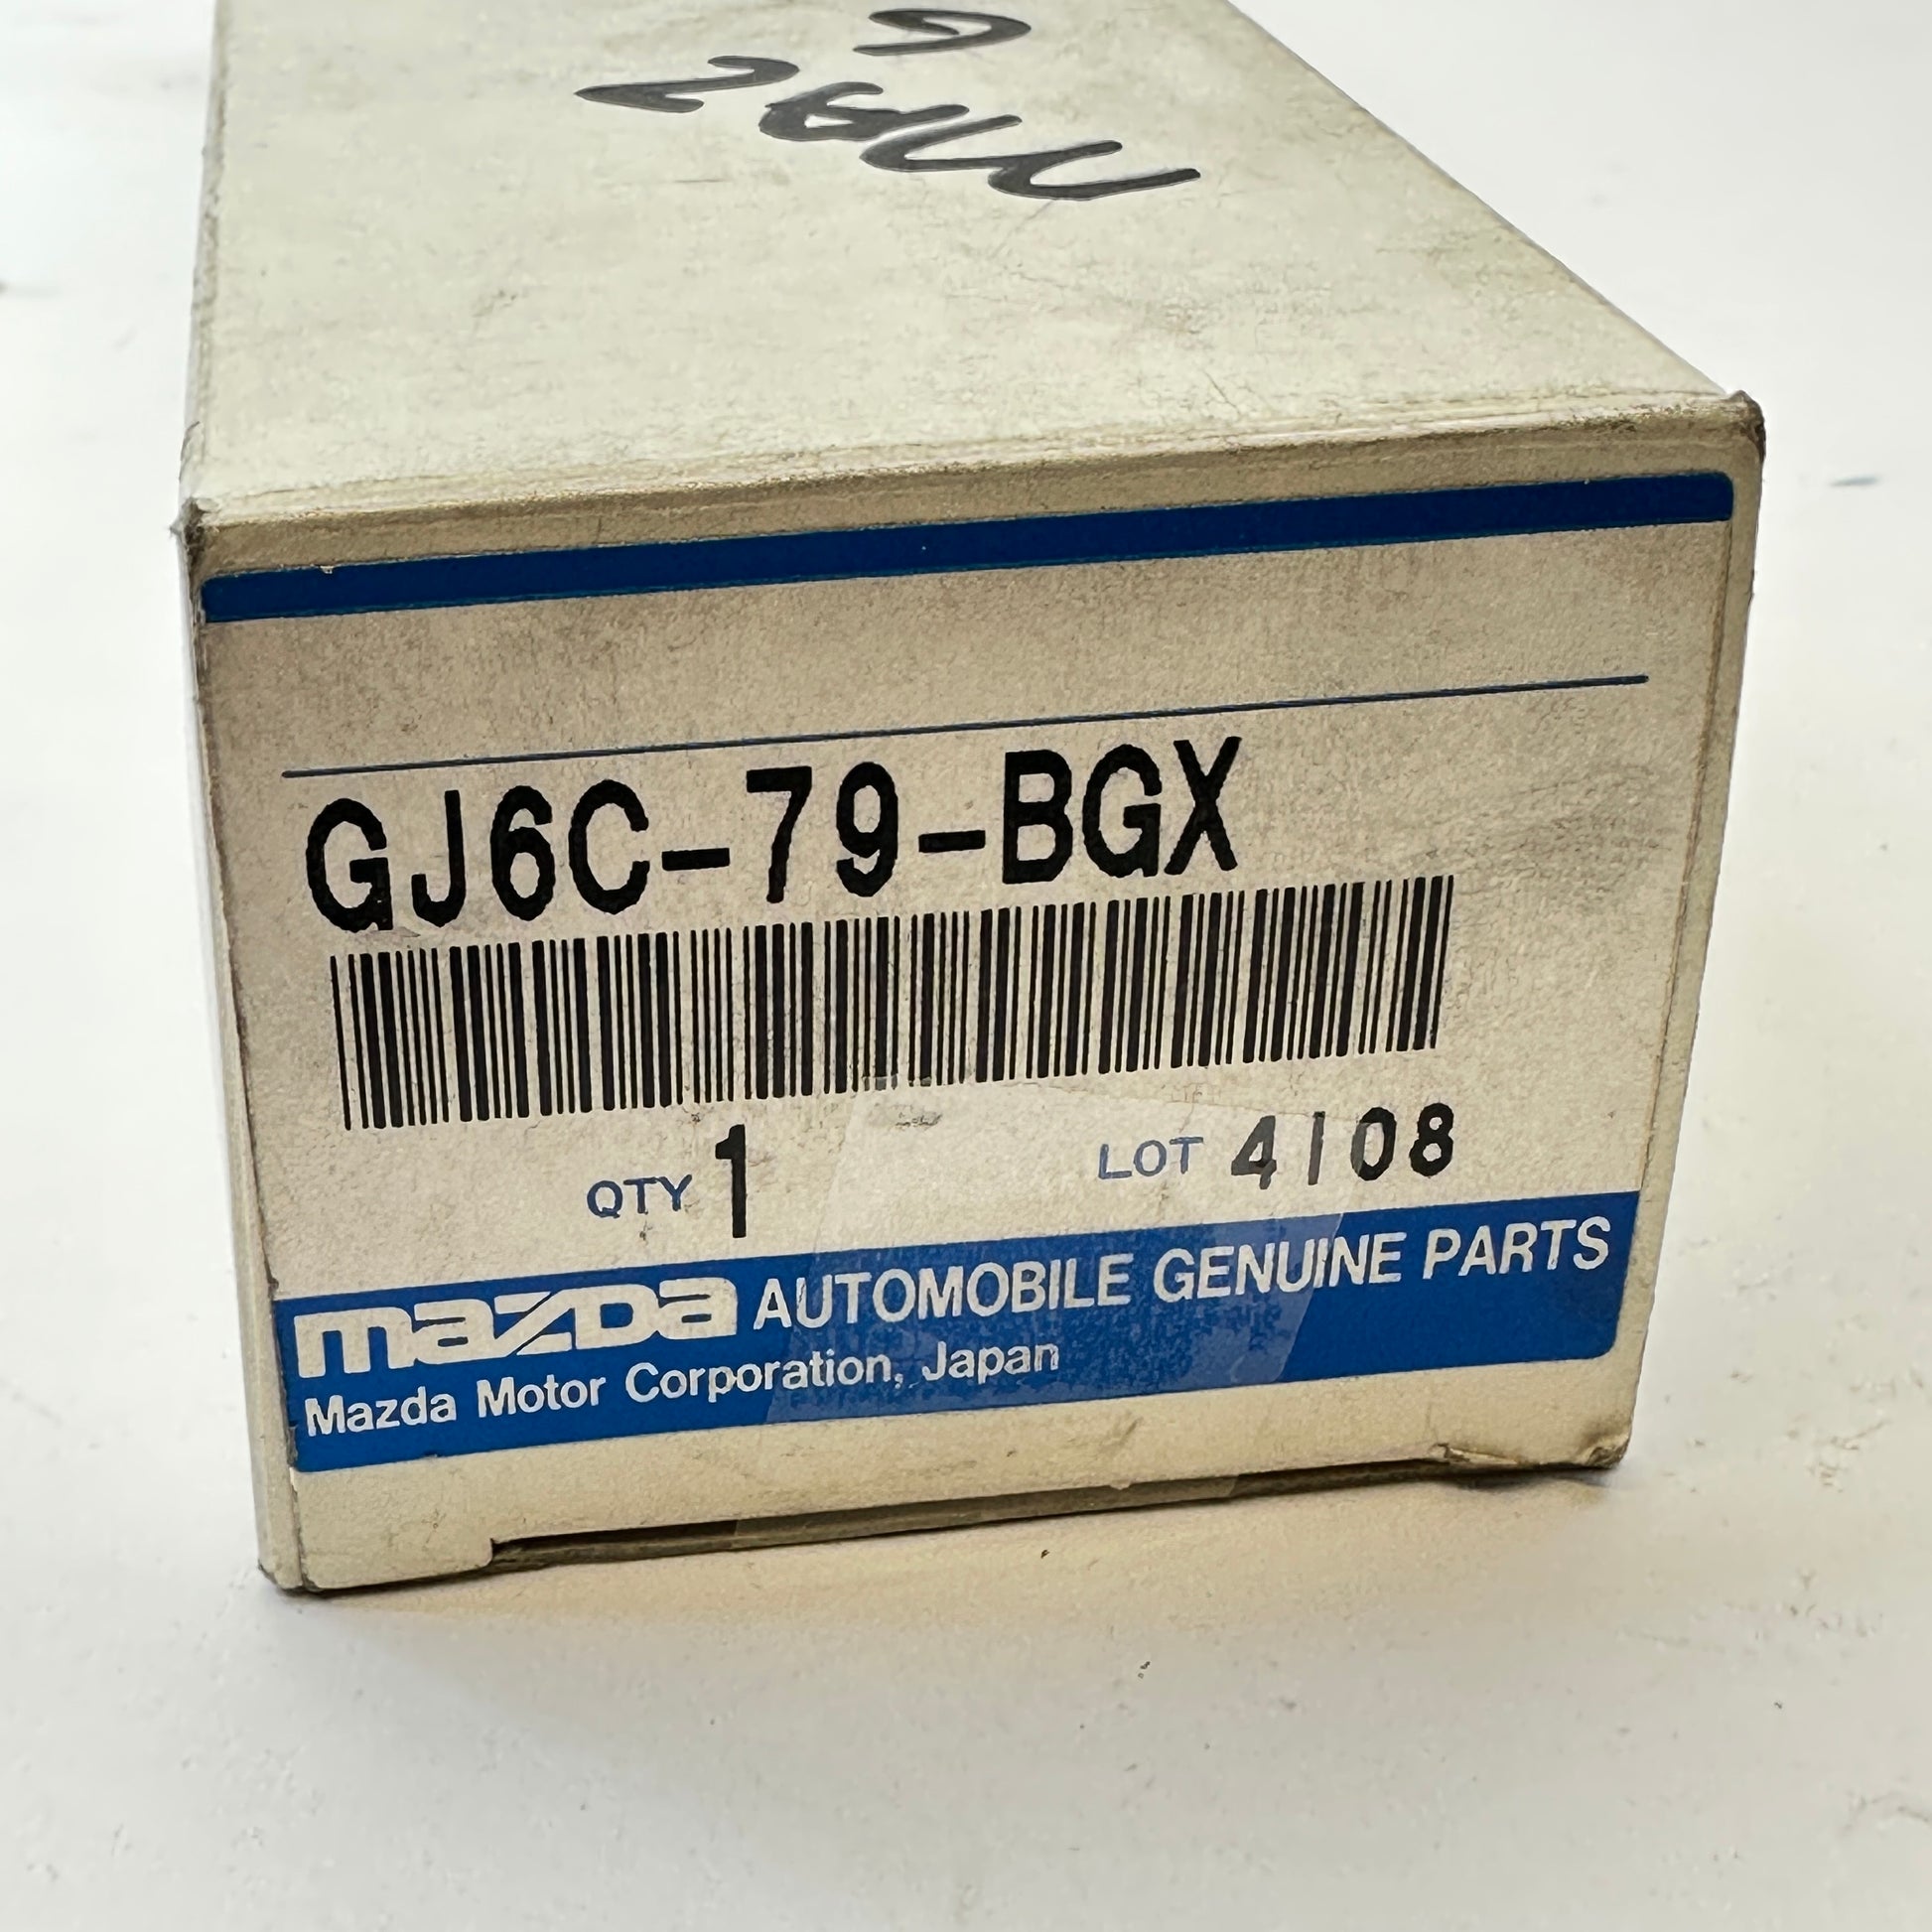 GJ6C-79-BGX
QTY 1 LOT 4108
mazda AUTOMOBILE GENUINE PARTS
Mazda Motor Corporation, Japan